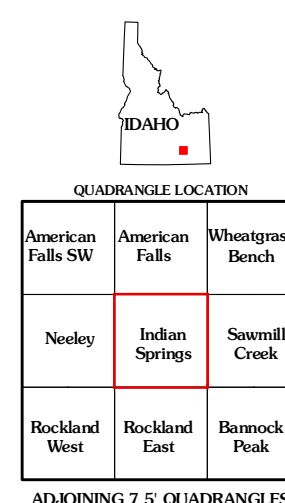 IDAHO
QUADRANGLE LOCATION
American American Wheatgras
Falls SW Falls Bench
Neeley Indian Sawmill
Springs Creek
Rockland Rockland Bannock
West East Peak
ADJOINING 7.5' QUADRANGLES